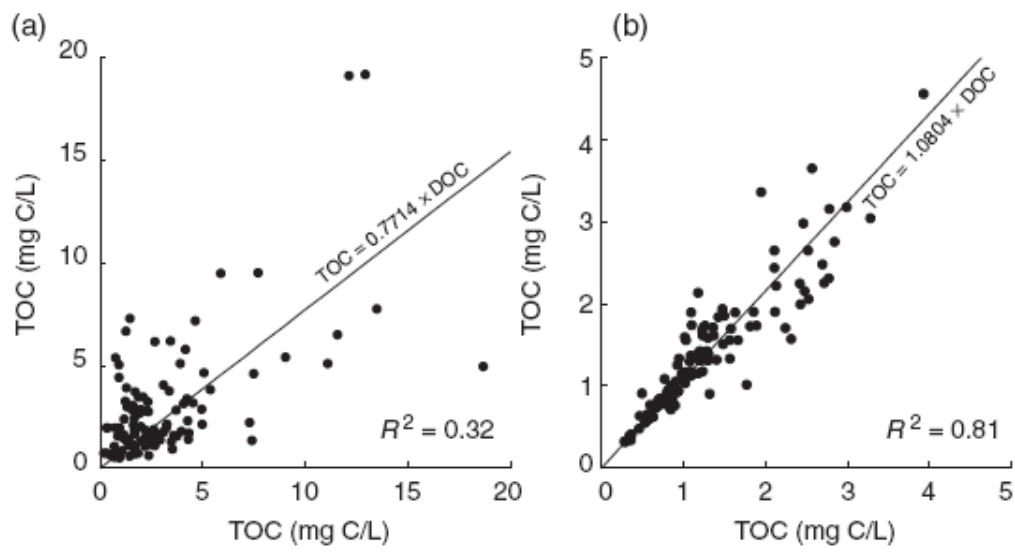 (a)
20
15
10
5
0
TOC (mg C/L)
TOC = 0.7714 × DOC
R² = 0.32
0 5 10 15 20
TOC (mg C/L)
(b)
5
4
3
2
1
0
TOC (mg C/L)
TOC = 1.0804 × DOC
R² = 0.81
0 1 2 3 4 5
TOC (mg C/L)